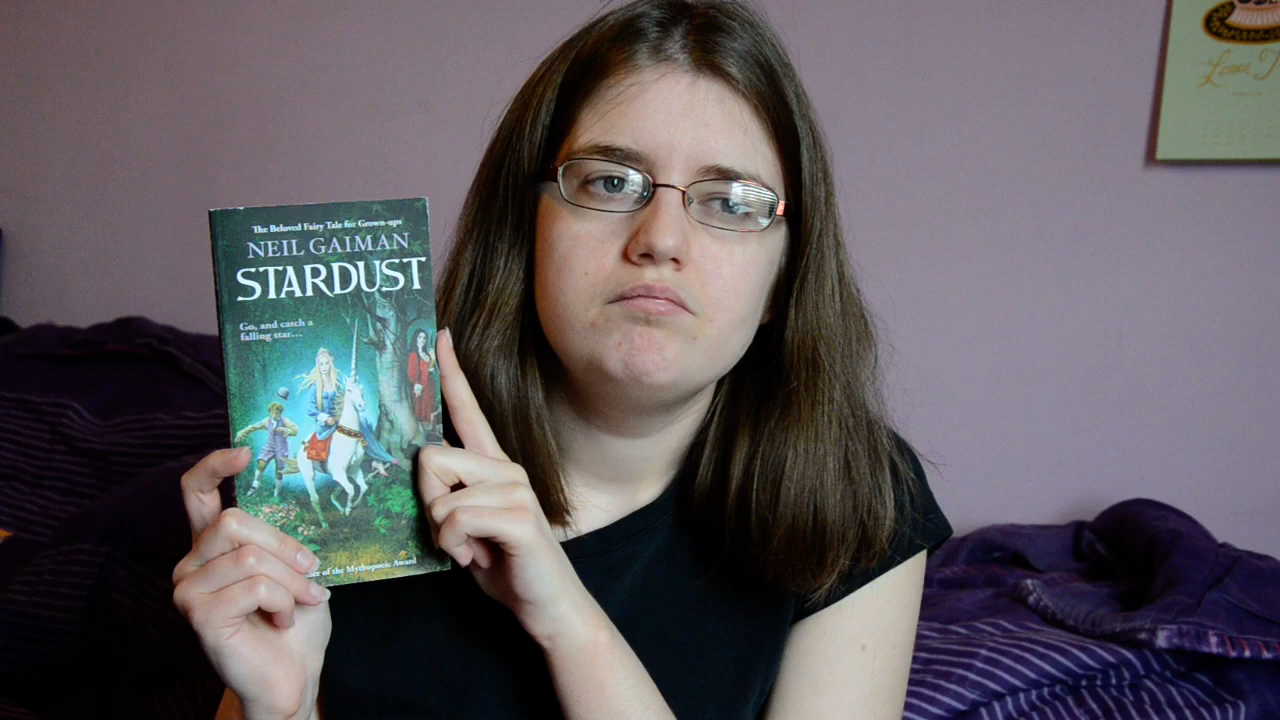 The Beloved Fairy Tale for Grown-ups
NEIL GAIMAN
STARDUST
Go, and catch a
falling star...
of the Mythopoeic Award